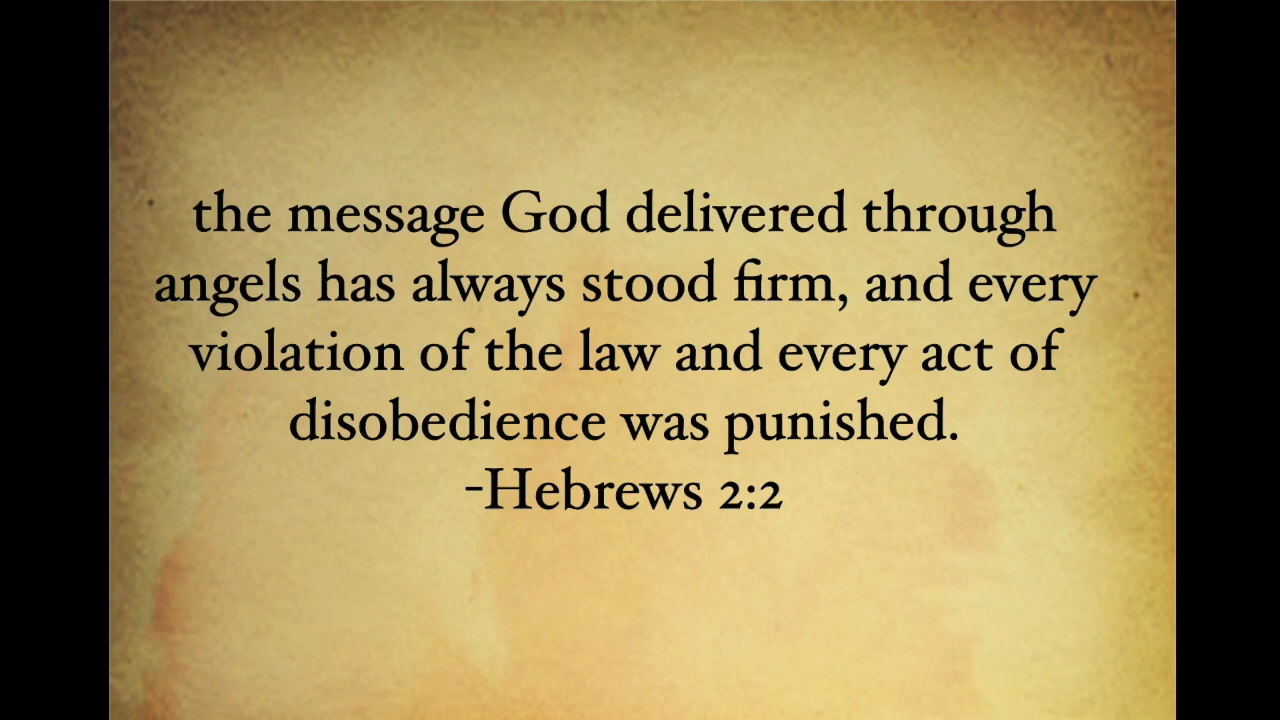 the message God delivered through
angels has always stood firm, and every
violation of the law and every act of
disobedience was punished.
-Hebrews 2:2